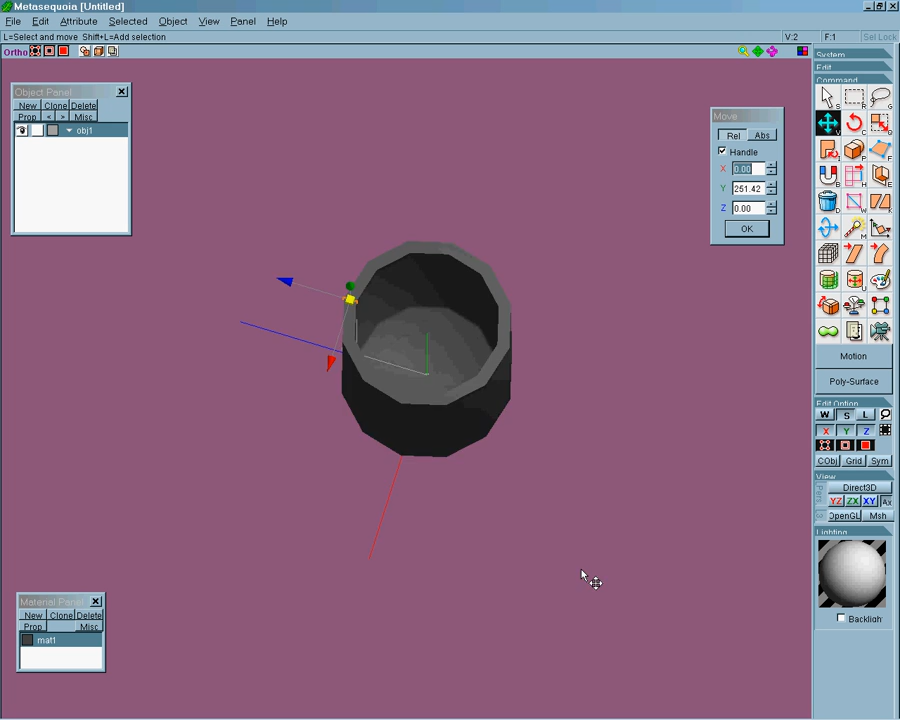 Metasequoia [Untitled]
File Edit Attribute Selected Object View Panel Help
L=Select and move Shift+L=Add selection V:2 F:1 Sel Lock
Ortho
System
Edit
Command
Object Panel
New Clone Delete
Prop < > Misc
obj1
Move
Rel Abs
Handle
X 0.00
Y 251.42
Z 0.00
OK
Motion
Poly-Surface
Edit Option
W S L
X Y Z
CObj Grid Sym
View
Pers Direct3D
YZ ZX XY Ax
OpenGL Msh
Lighting
Backligh
Material Panel
New Clone Delete
Prop Misc
mat1